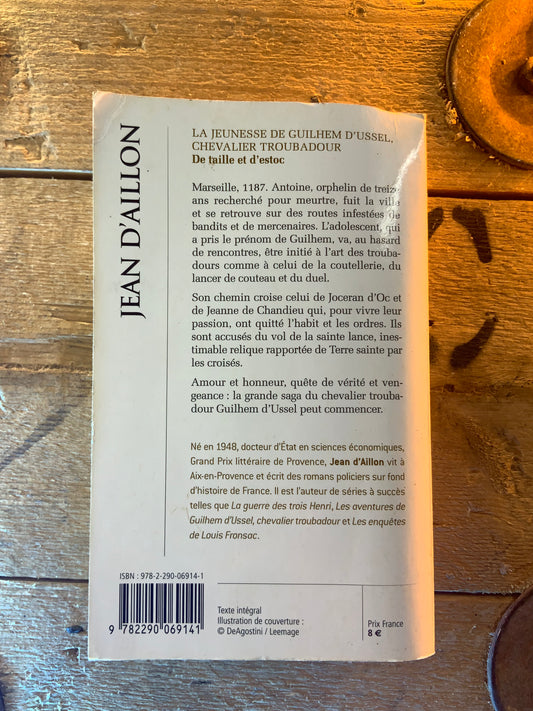 JEAN D'AILLON
LA JEUNESSE DE GUILHEM D'USSEL,
CHEVALIER TROUBADOUR
De taille et d'estoc
Marseille, 1187. Antoine, orphelin de treize
ans recherché pour meurtre, fuit la ville
et se retrouve sur des routes infestées de
bandits et de mercenaires. L'adolescent, qui
a pris le prénom de Guilhem, va, au hasard
de rencontres, être initié à l'art des trouba-
dours comme à celui de la coutellerie, du
lancer de couteau et du duel.
Son chemin croise celui de Joceran d'Oc et
de Jeanne de Chandieu qui, pour vivre leur
passion, ont quitté l'habit et les ordres. Ils
sont accusés du vol de la sainte lance, ines-
timable relique rapportée de Terre sainte par
les croisés.
Amour et honneur, quête de vérité et ven-
geance : la grande saga du chevalier trouba-
dour Guilhem d'Ussel peut commencer.
Né en 1948, docteur d'État en sciences économiques,
Grand Prix littéraire de Provence, Jean d'Aillon vit à
Aix-en-Provence et écrit des romans policiers sur fond
d'histoire de France. Il est l'auteur de séries à succès
telles que La guerre des trois Henri, Les aventures de
Guilhem d'Ussel, chevalier troubadour et Les enquêtes
de Louis Fronsac.
ISBN : 978-2-290-06914-1
9 782290 069141
Texte intégral
Illustration de couverture :
© DeAgostini / Leemage
Prix France
8 €